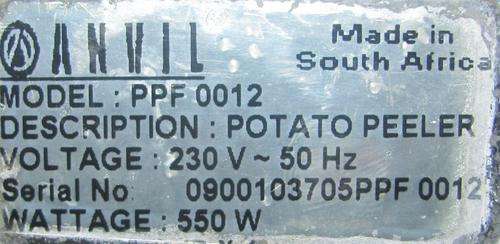 ANVIL
Made in
South Africa
MODEL : PPF 0012
DESCRIPTION : POTATO PEELER
VOLTAGE : 230 V ~ 50 Hz
Serial No 0900103705PPF 0012
WATTAGE : 550 W